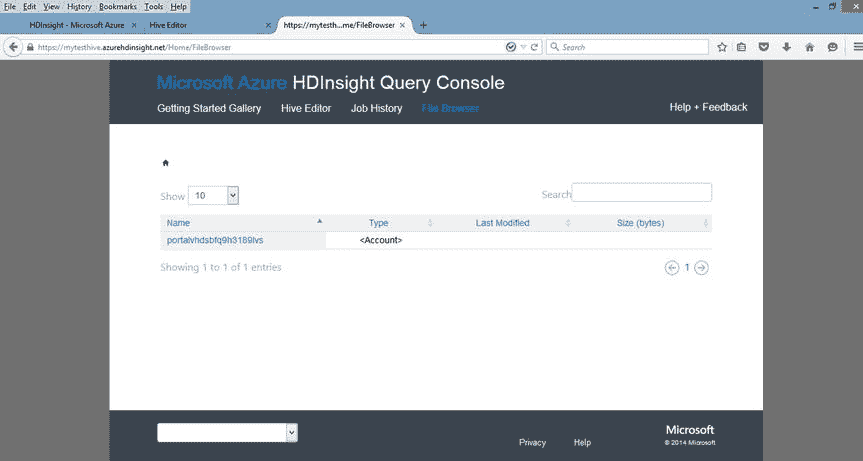 File Edit View History Bookmarks Tools Help
HDInsight - Microsoft Azure Hive Editor https://mytesth...me/FileBrowser
https://mytesthive.azurehdinsight.net/Home/FileBrowser Search
Microsoft Azure HDInsight Query Console
Getting Started Gallery Hive Editor Job History File Browser Help + Feedback
Show 10 Search
Name Type Last Modified Size (bytes)
portalvhdsbfq9h3189lvs <Account>
Showing 1 to 1 of 1 entries 1
Microsoft
Privacy Help © 2014 Microsoft